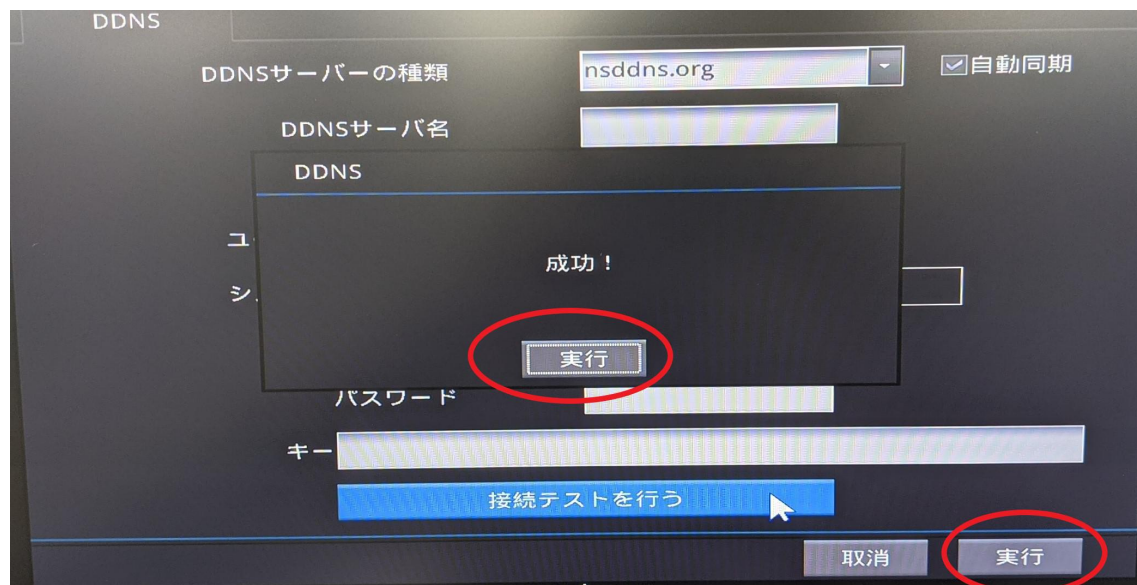 DDNS
DDNSサーバーの種類 nsddns.org 自動同期
DDNSサーバ名
DDNS
ユ
成功！
シ
実行
パスワード
キー
接続テストを行う
取消 実行